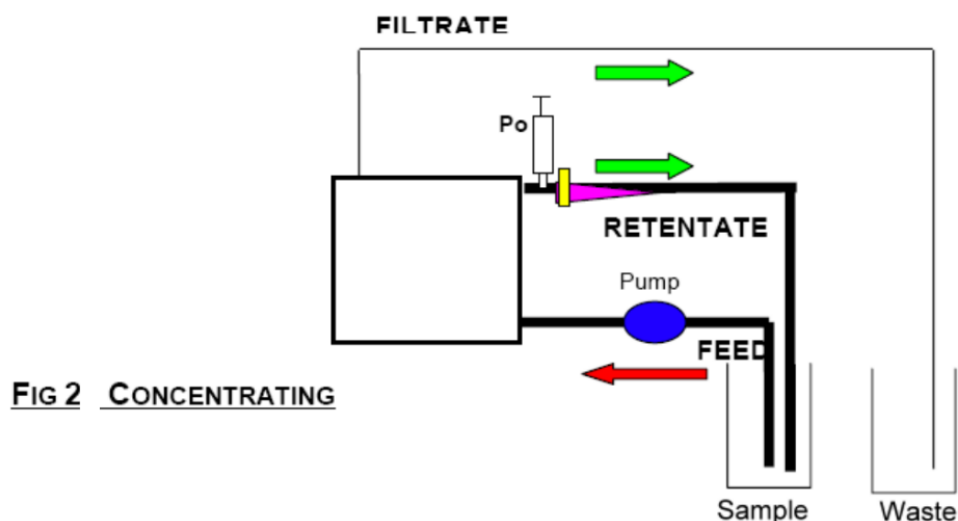 FILTRATE
Po
RETENTATE
Pump
FEED
FIG 2 CONCENTRATING
Sample
Waste